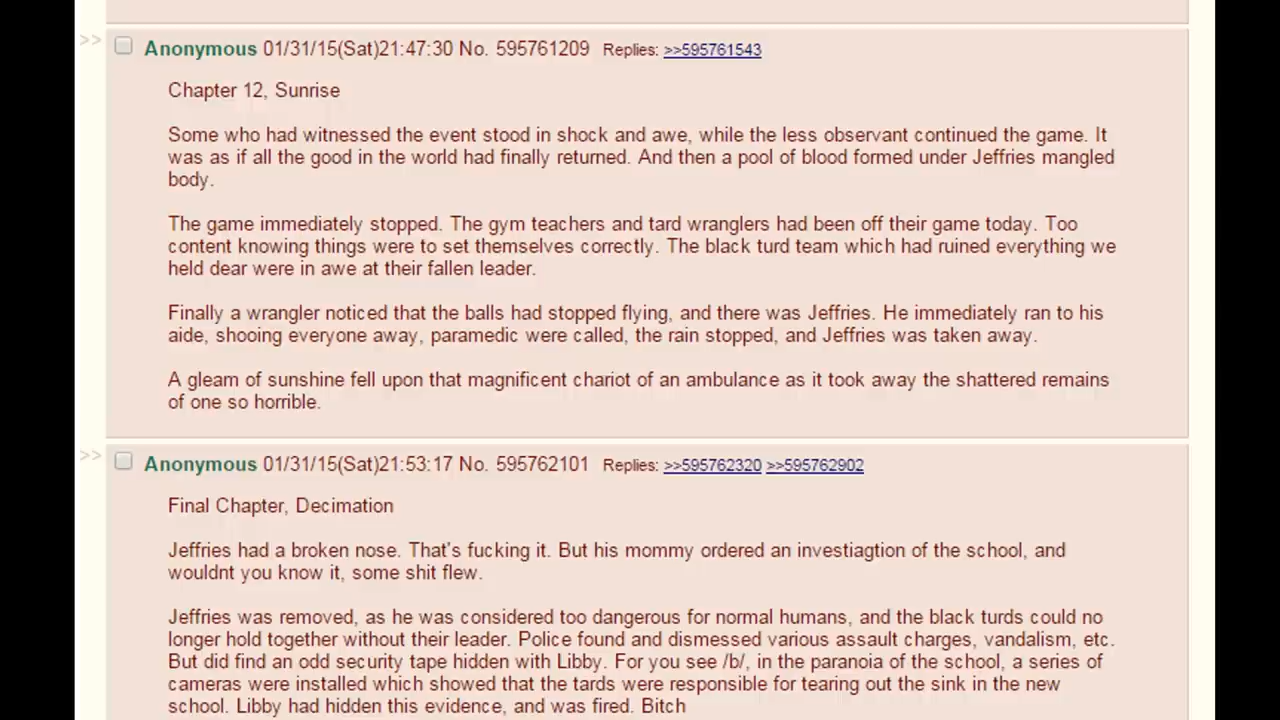 >> Anonymous 01/31/15(Sat)21:47:30 No. 595761209 Replies: >>595761543
Chapter 12, Sunrise
Some who had witnessed the event stood in shock and awe, while the less observant continued the game. It
was as if all the good in the world had finally returned. And then a pool of blood formed under Jeffries mangled
body.
The game immediately stopped. The gym teachers and tard wranglers had been off their game today. Too
content knowing things were to set themselves correctly. The black turd team which had ruined everything we
held dear were in awe at their fallen leader.
Finally a wrangler noticed that the balls had stopped flying, and there was Jeffries. He immediately ran to his
aide, shooing everyone away, paramedic were called, the rain stopped, and Jeffries was taken away.
A gleam of sunshine fell upon that magnificent chariot of an ambulance as it took away the shattered remains
of one so horrible.
>> Anonymous 01/31/15(Sat)21:53:17 No. 595762101 Replies: >>595762320 >>595762902
Final Chapter, Decimation
Jeffries had a broken nose. That's fucking it. But his mommy ordered an investiagtion of the school, and
wouldnt you know it, some shit flew.
Jeffries was removed, as he was considered too dangerous for normal humans, and the black turds could no
longer hold together without their leader. Police found and dismissed various assault charges, vandalism, etc.
But did find an odd security tape hidden with Libby. For you see /b/, in the paranoia of the school, a series of
cameras were installed which showed that the tards were responsible for tearing out the sink in the new
school. Libby had hidden this evidence, and was fired. Bitch